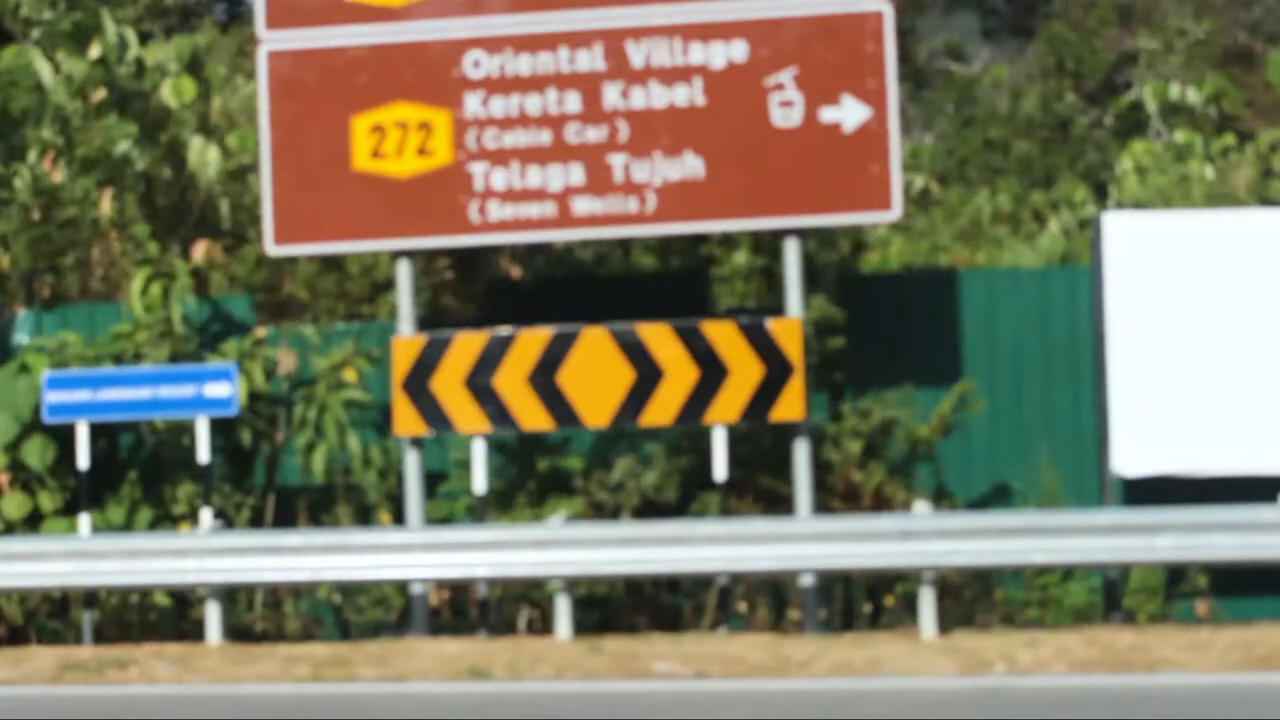 Oriental Village
272
Kereta Kabel
(Cable Car)
Telaga Tujuh
(Seven Wells)